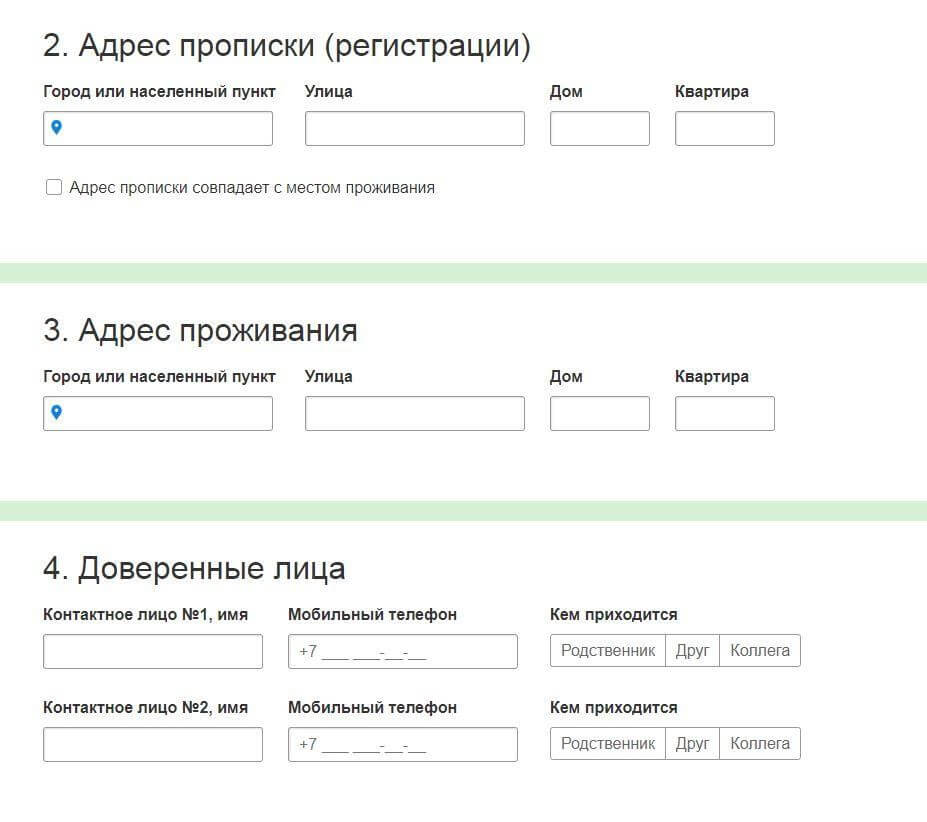 2. Адрес прописки (регистрации)
Город или населенный пункт Улица Дом Квартира
Адрес прописки совпадает с местом проживания
3. Адрес проживания
Город или населенный пункт Улица Дом Квартира
4. Доверенные лица
Контактное лицо №1, имя Мобильный телефон Кем приходится
+7 ___ ___-__-__ Родственник Друг Коллега
Контактное лицо №2, имя Мобильный телефон Кем приходится
+7 ___ ___-__-__ Родственник Друг Коллега